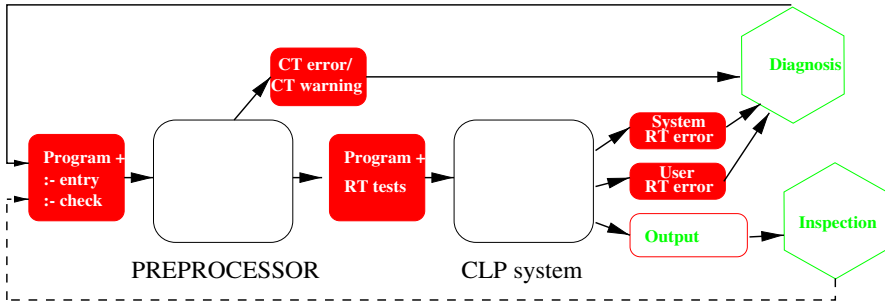 CT error/
CT warning
Diagnosis
Program +
:- entry
:- check
Program +
RT tests
System
RT error
User
RT error
Output
Inspection
PREPROCESSOR
CLP system